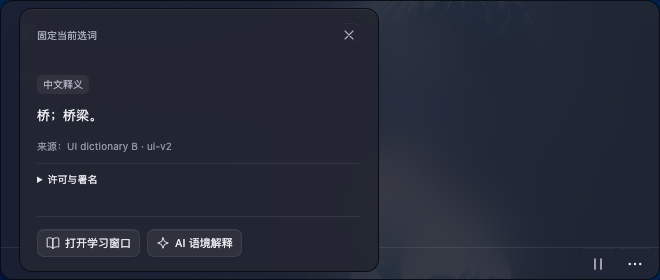 固定当前选词
中文释义
桥；桥梁。
来源：UI dictionary B · ui-v2
许可与署名
打开学习窗口
AI 语境解释